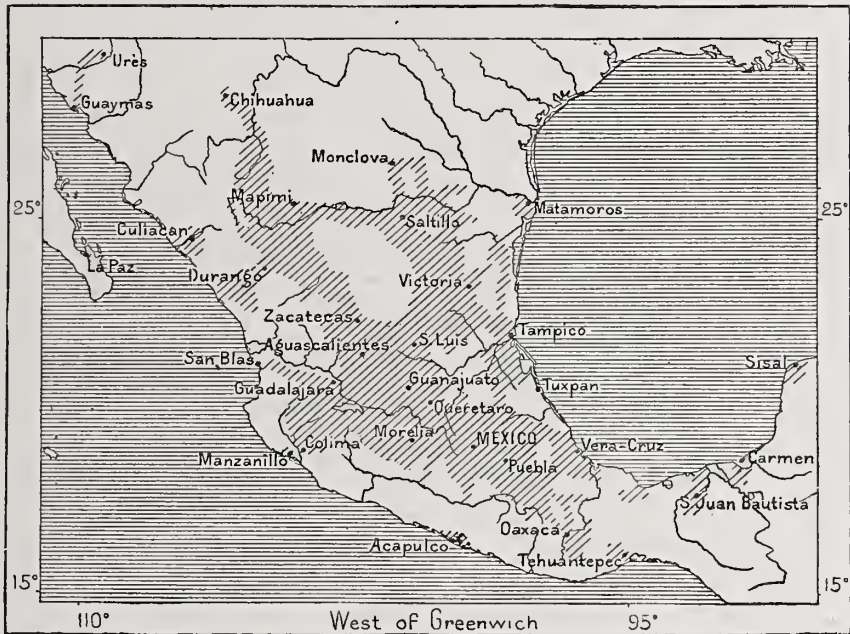 Urès
Guaymas
Chihuahua
Monclova
Mapimi
25°
Saltillo
Matamoros
25°
Culiacan
La Paz
Durango
Victoria
Zacatecas
S. Luis
Tampico
Aguascalientes
San Blas
Sisal
Guadalajara
Guanajuato
Tuxpan
Queretaro
Morelia
MEXICO
Vera-Cruz
Colima
Manzanillo
Carmen
Puebla
S. Juan Bautista
Oaxaca
Acapulco
Tehuantepec
15°
15°
110°
West of Greenwich
95°